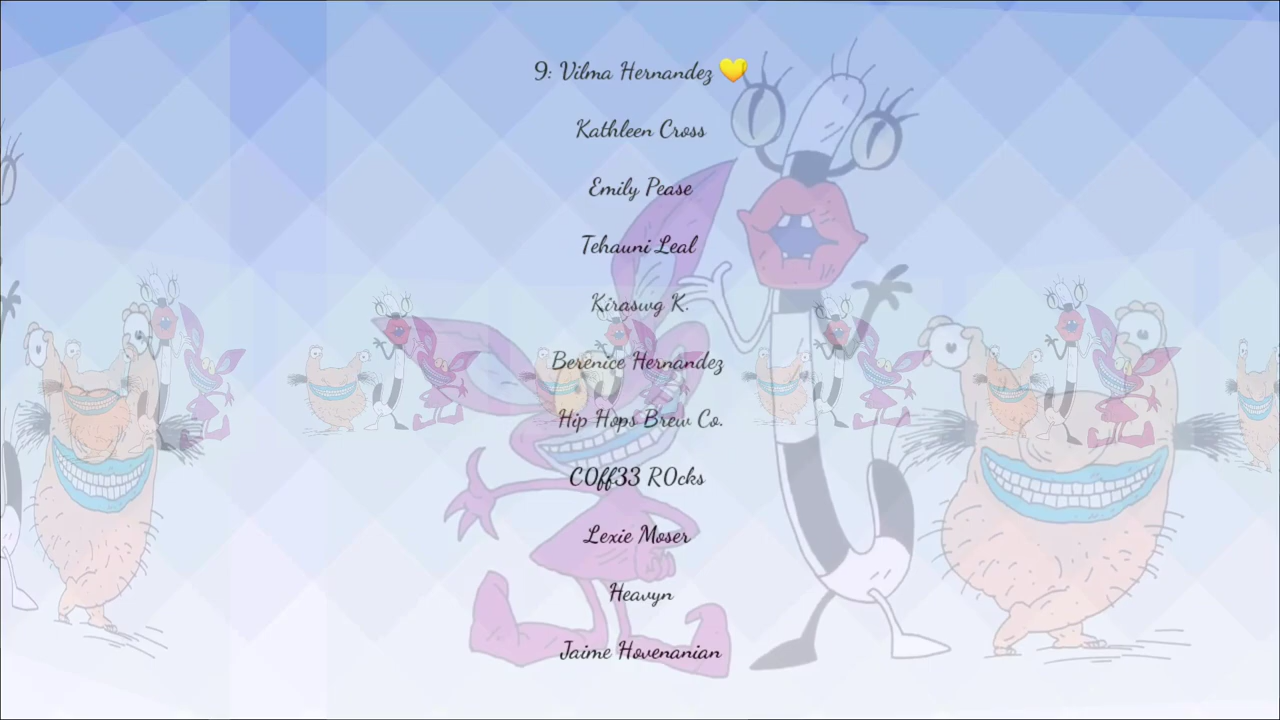 9: Vilma Hernandez 💛
Kathleen Cross
Emily Pease
Tehauni Leal
Kiraswg K.
Berenice Hernandez
Hip Hops Brew Co.
C0ff33 R0cks
Lexie Moser
Heavyn
Jaime Hovenanian